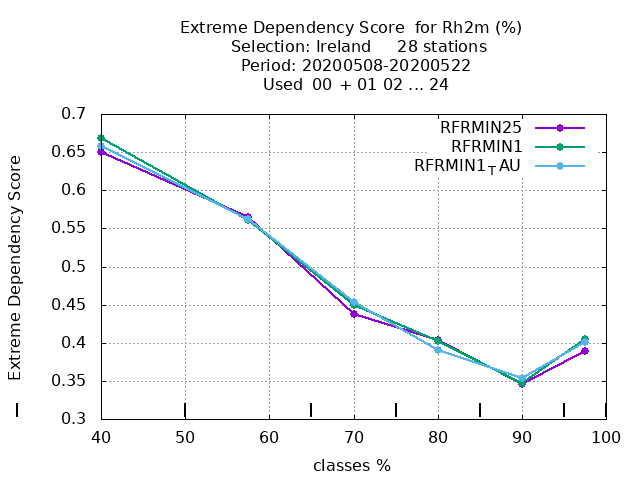 Extreme Dependency Score  for Rh2m (%)
Selection: Ireland     28 stations
Period: 20200508-20200522
Used  00 + 01 02 ... 24
Extreme Dependency Score
0.7
0.65
0.6
0.55
0.5
0.45
0.4
0.35
0.3
RFRMIN25
RFRMIN1
RFRMIN1TAU
40 50 60 70 80 90 100
classes %